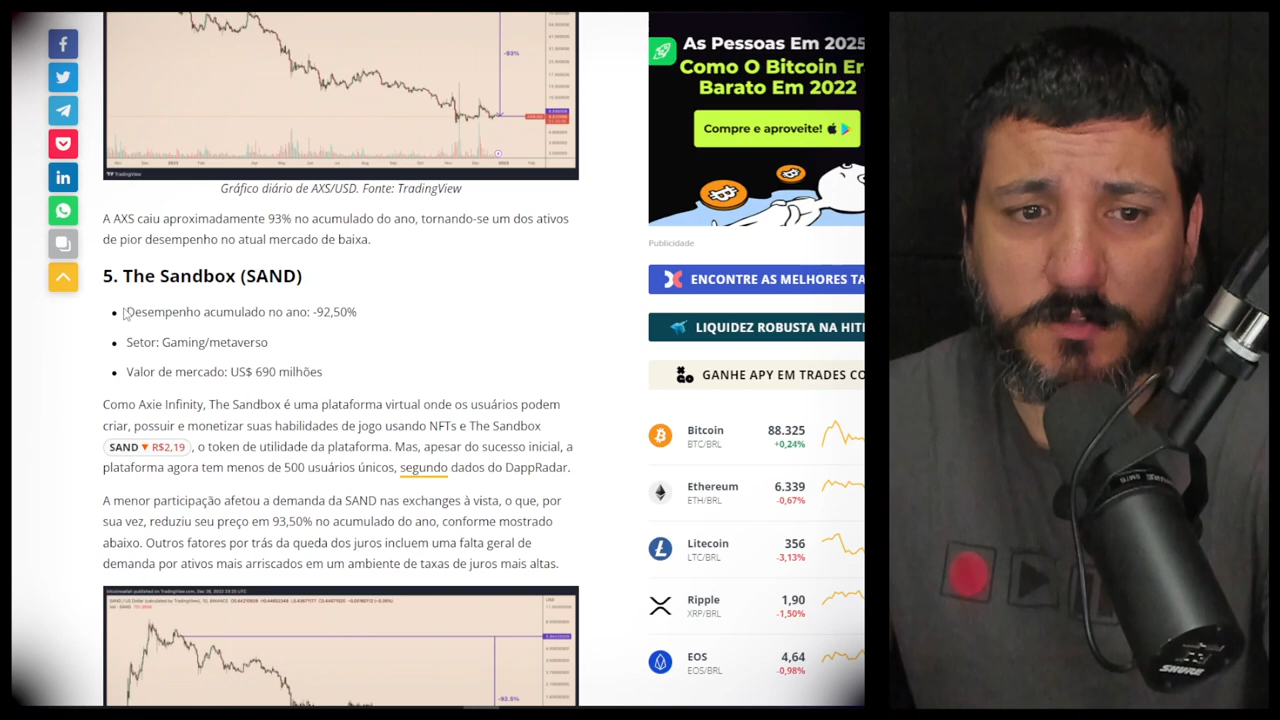 -93%
TradingView
Gráfico diário de AXS/USD. Fonte: TradingView
A AXS caiu aproximadamente 93% no acumulado do ano, tornando-se um dos ativos
de pior desempenho no atual mercado de baixa.
5. The Sandbox (SAND)
Desempenho acumulado no ano: -92,50%
Setor: Gaming/metaverso
Valor de mercado: US$ 690 milhões
Como Axie Infinity, The Sandbox é uma plataforma virtual onde os usuários podem
criar, possuir e monetizar suas habilidades de jogo usando NFTs e The Sandbox
SAND ▼ R$2,19 , o token de utilidade da plataforma. Mas, apesar do sucesso inicial, a
plataforma agora tem menos de 500 usuários únicos, segundo dados do DappRadar.
A menor participação afetou a demanda da SAND nas exchanges à vista, o que, por
sua vez, reduziu seu preço em 93,50% no acumulado do ano, conforme mostrado
abaixo. Outros fatores por trás da queda dos juros incluem uma falta geral de
demanda por ativos mais arriscados em um ambiente de taxas de juros mais altas.
-93.5%
As Pessoas Em 2025
Como O Bitcoin Er
Barato Em 2022
Compre e aproveite!
Publicidade
ENCONTRE AS MELHORES TA
LIQUIDEZ ROBUSTA NA HIT
GANHE APY EM TRADES CO
Bitcoin 88.325
BTC/BRL +0,24%
Ethereum 6.339
ETH/BRL -0,67%
Litecoin 356
LTC/BRL -3,13%
Ripple 1,90
XRP/BRL -1,50%
EOS 4,64
EOS/BRL -0,98%
SM7B
SHURE